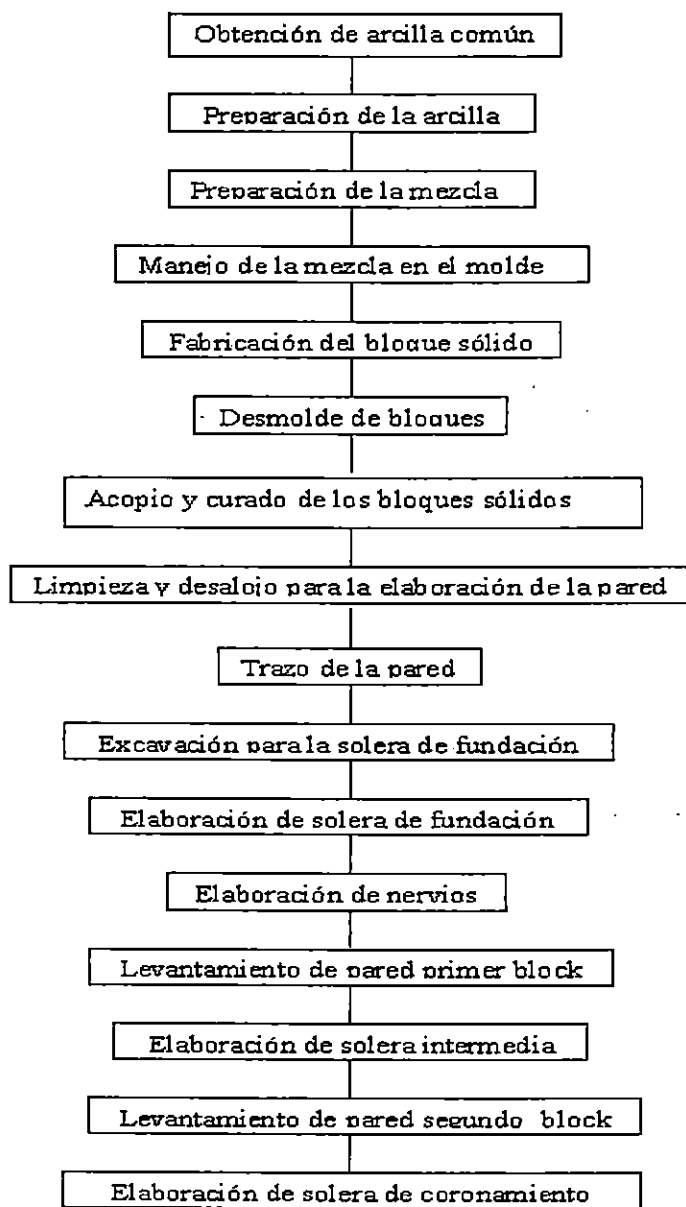 Obtención de arcilla común
Preparación de la arcilla
Preparación de la mezcla
Manejo de la mezcla en el molde
Fabricación del bloque sólido
Desmolde de bloques
Acopio y curado de los bloques sólidos
Limpieza y desalojo para la elaboración de la pared
Trazo de la pared
Excavación para la solera de fundación
Elaboración de solera de fundación
Elaboración de nervios
Levantamiento de pared primer block
Elaboración de solera intermedia
Levantamiento de pared segundo block
Elaboración de solera de coronamiento